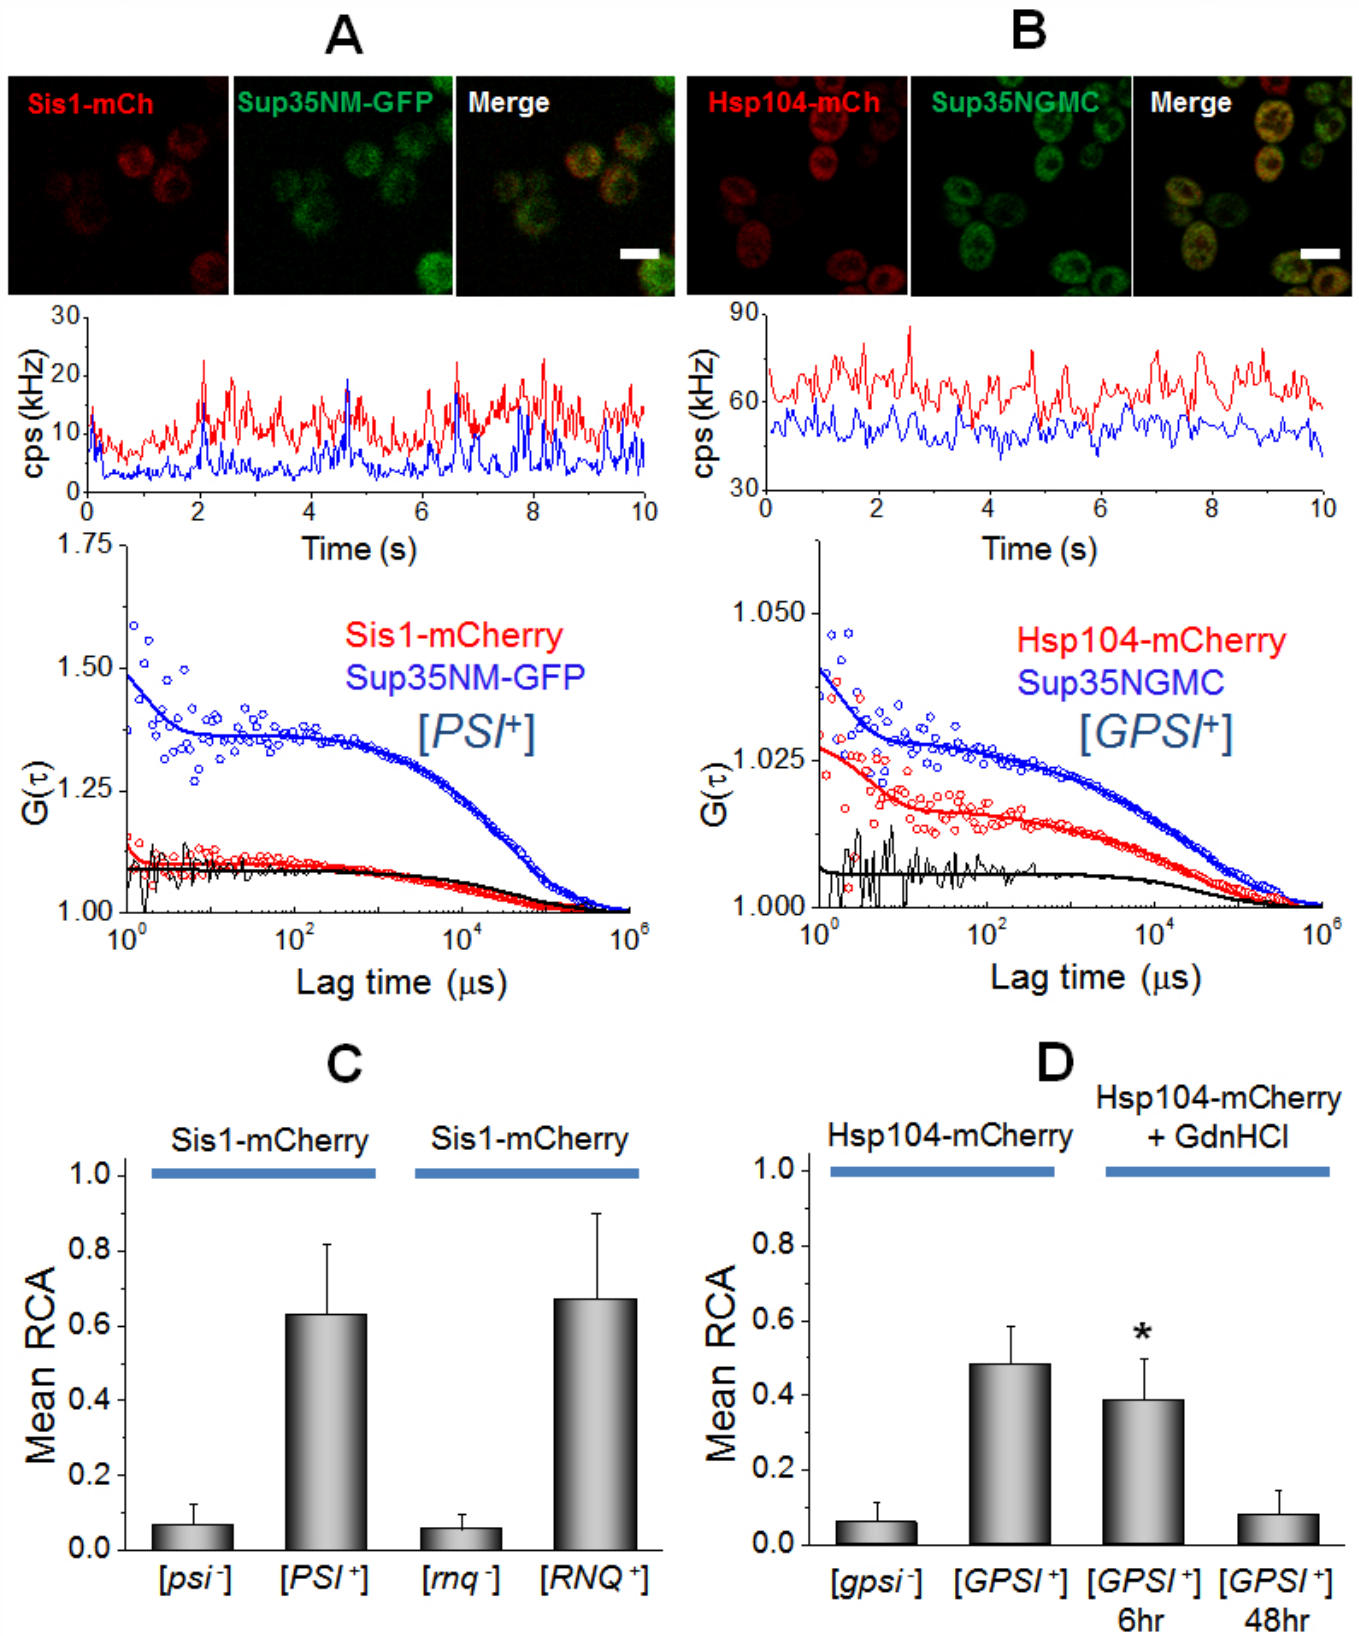 A
B
Sis1-mCh
Sup35NM-GFP
Merge
Hsp104-mCh
Sup35NGMC
Merge
cps (kHz)
30
20
10
0
0 2 4 6 8 10
Time (s)
cps (kHz)
90
60
30
0 2 4 6 8 10
Time (s)
G(τ)
1.75
1.50
1.25
1.00
Sis1-mCherry
Sup35NM-GFP
[PSI+]
10⁰ 10² 10⁴ 10⁶
Lag time (μs)
G(τ)
1.050
1.025
1.000
Hsp104-mCherry
Sup35NGMC
[GPSI+]
10⁰ 10² 10⁴ 10⁶
Lag time (μs)
C
Sis1-mCherry
Sis1-mCherry
Mean RCA
1.0
0.8
0.6
0.4
0.2
0.0
[psi -] [PSI +] [rnq -] [RNQ +]
D
Hsp104-mCherry
Hsp104-mCherry
+ GdnHCl
Mean RCA
1.0
0.8
0.6
0.4
0.2
0.0
*
[gpsi -] [GPSI +] [GPSI +] [GPSI +]
6hr 48hr